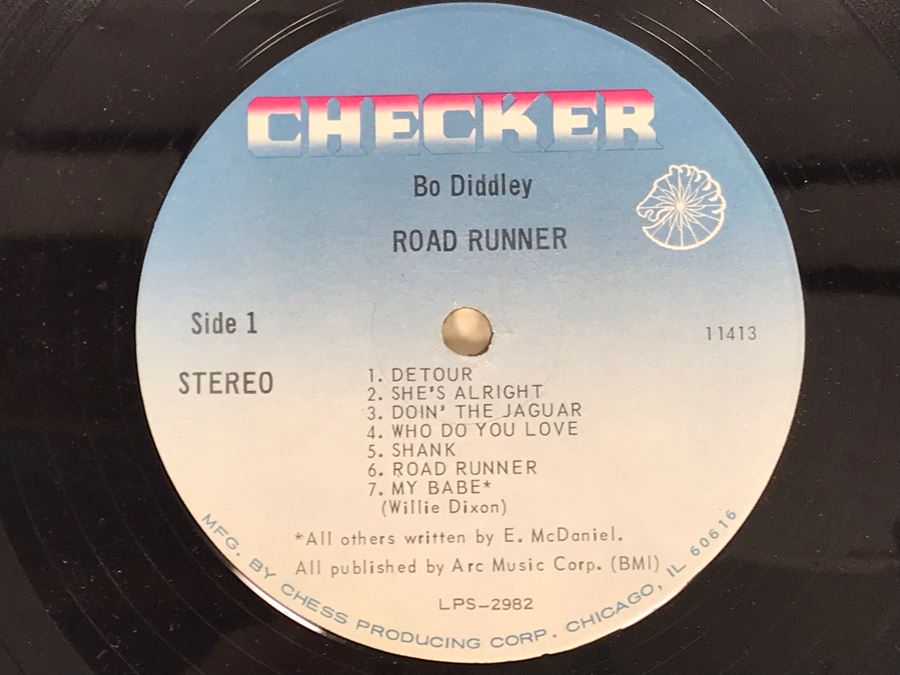 CHECKER
Bo Diddley
ROAD RUNNER
Side 1
11413
STEREO
1. DETOUR
2. SHE'S ALRIGHT
3. DOIN' THE JAGUAR
4. WHO DO YOU LOVE
5. SHANK
6. ROAD RUNNER
7. MY BABE*
(Willie Dixon)
*All others written by E. McDaniel.
All published by Arc Music Corp. (BMI)
LPS-2982
MFG. BY CHESS PRODUCING CORP. CHICAGO, IL 60616